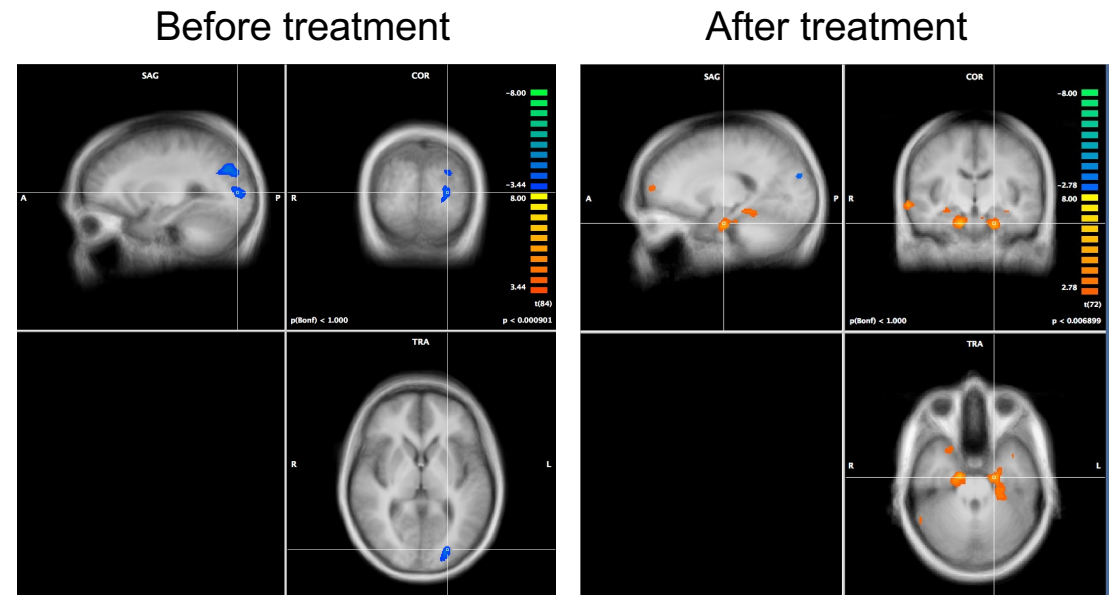 Before treatment
After treatment
SAG
COR
-8.00
-3.44
8.00
3.44
t(84)
A
P
R
p(Bonf) < 1.000
p < 0.000901
TRA
R
L
SAG
COR
-8.00
-2.78
8.00
2.78
t(72)
A
P
R
p(Bonf) < 1.000
p < 0.006899
TRA
R
L